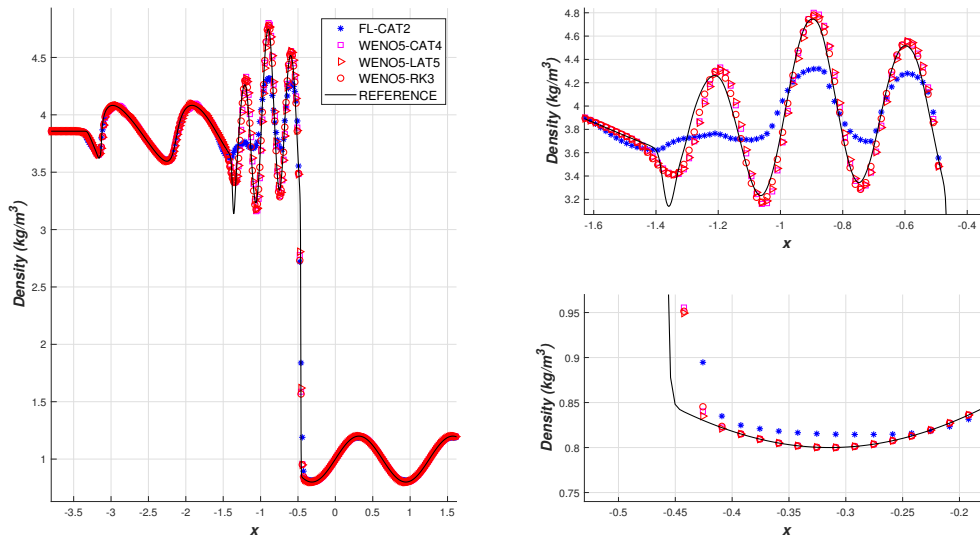 4.5
4
3.5
3
2.5
2
1.5
1
Density (kg/m³)
-3.5 -3 -2.5 -2 -1.5 -1 -0.5 0 0.5 1 1.5
x
FL-CAT2
WENO5-CAT4
WENO5-LAT5
WENO5-RK3
REFERENCE
4.8
4.6
4.4
4.2
4
3.8
3.6
3.4
3.2
Density (kg/m³)
-1.6 -1.4 -1.2 -1 -0.8 -0.6 -0.4
x
0.95
0.9
0.85
0.8
0.75
Density (kg/m³)
-0.5 -0.45 -0.4 -0.35 -0.3 -0.25 -0.2
x